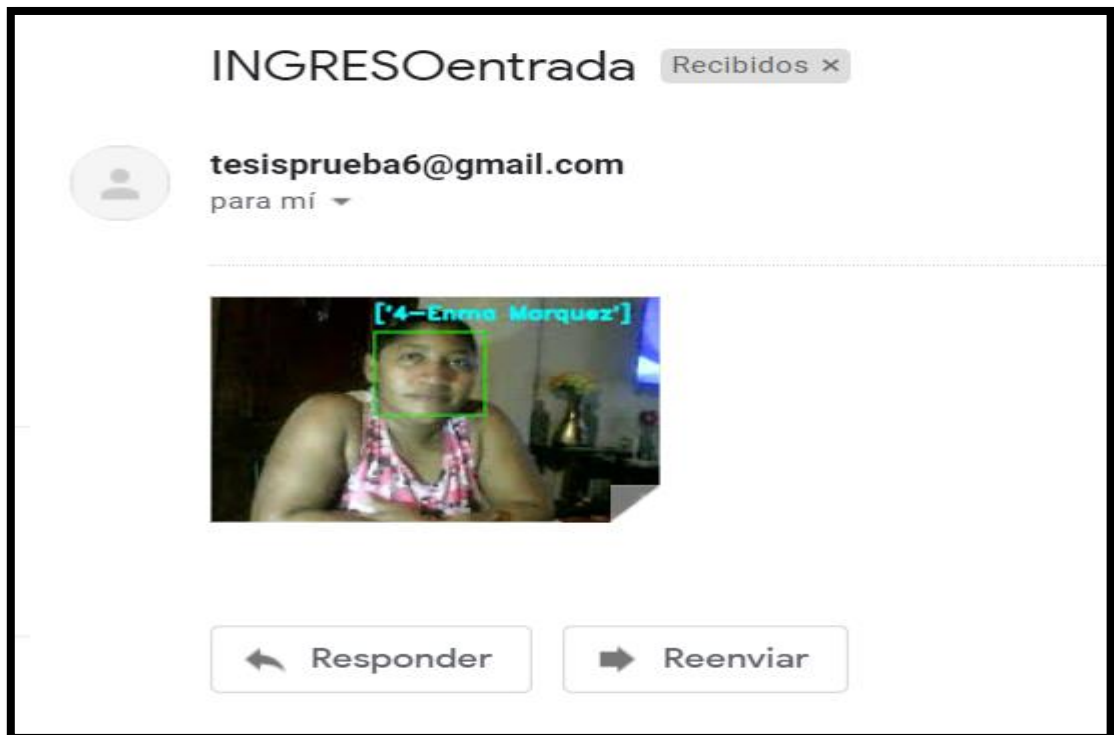 INGRESOentrada Recibidos ×
tesisprueba6@gmail.com
para mí
['4-Enma Marquez']
Responder Reenviar